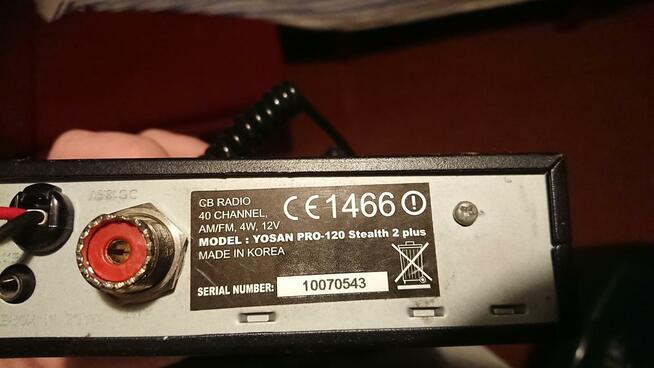 CB RADIO
40 CHANNEL,
AM/FM, 4W, 12V
CE1466
MODEL : YOSAN PRO-120 Stealth 2 plus
MADE IN KOREA
SERIAL NUMBER: 10070543